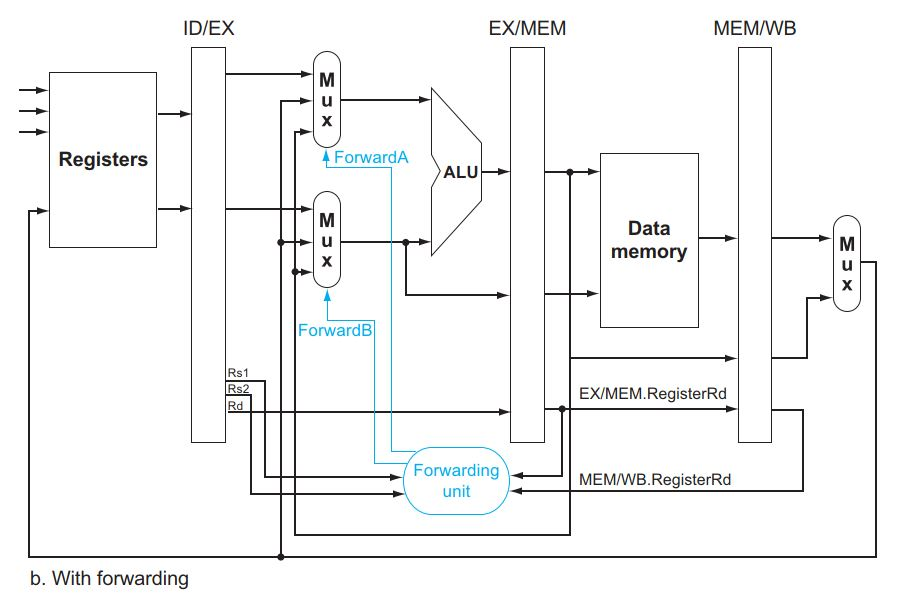 ID/EX
EX/MEM
MEM/WB
Registers
M
u
x
ForwardA
ALU
M
u
x
ForwardB
Data
memory
M
u
x
Rs1
Rs2
Rd
EX/MEM.RegisterRd
Forwarding
unit
MEM/WB.RegisterRd
b. With forwarding